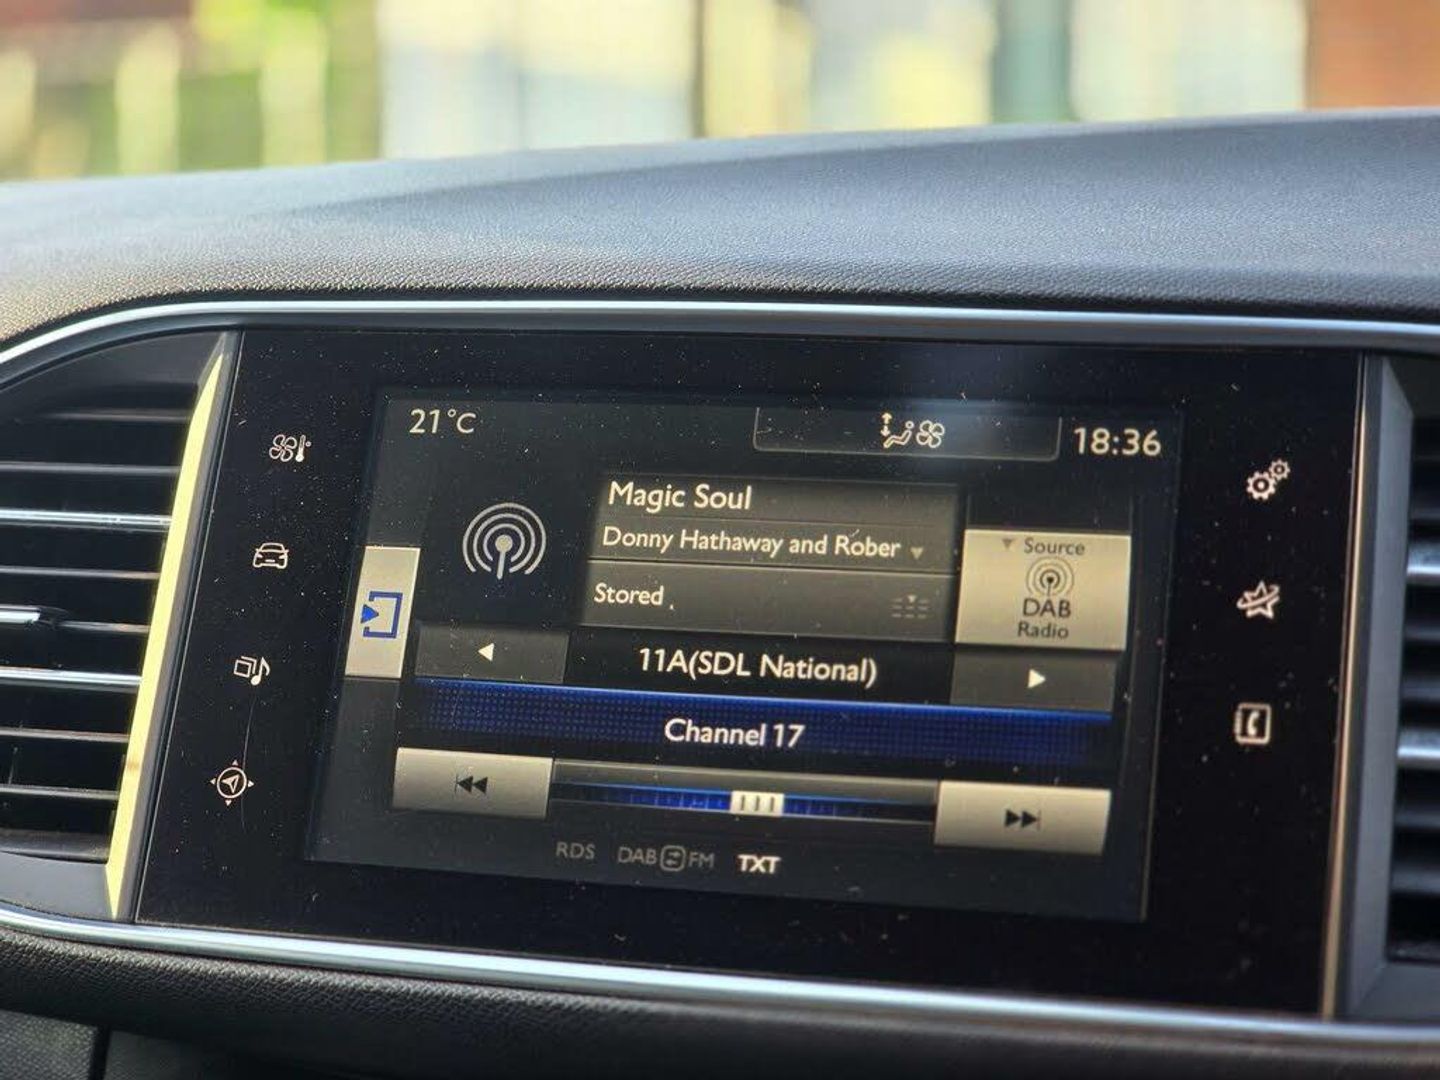 21°C
18:36
Magic Soul
Donny Hathaway and Rober
Stored
Source
DAB
Radio
11A(SDL National)
Channel 17
RDS DAB FM TXT